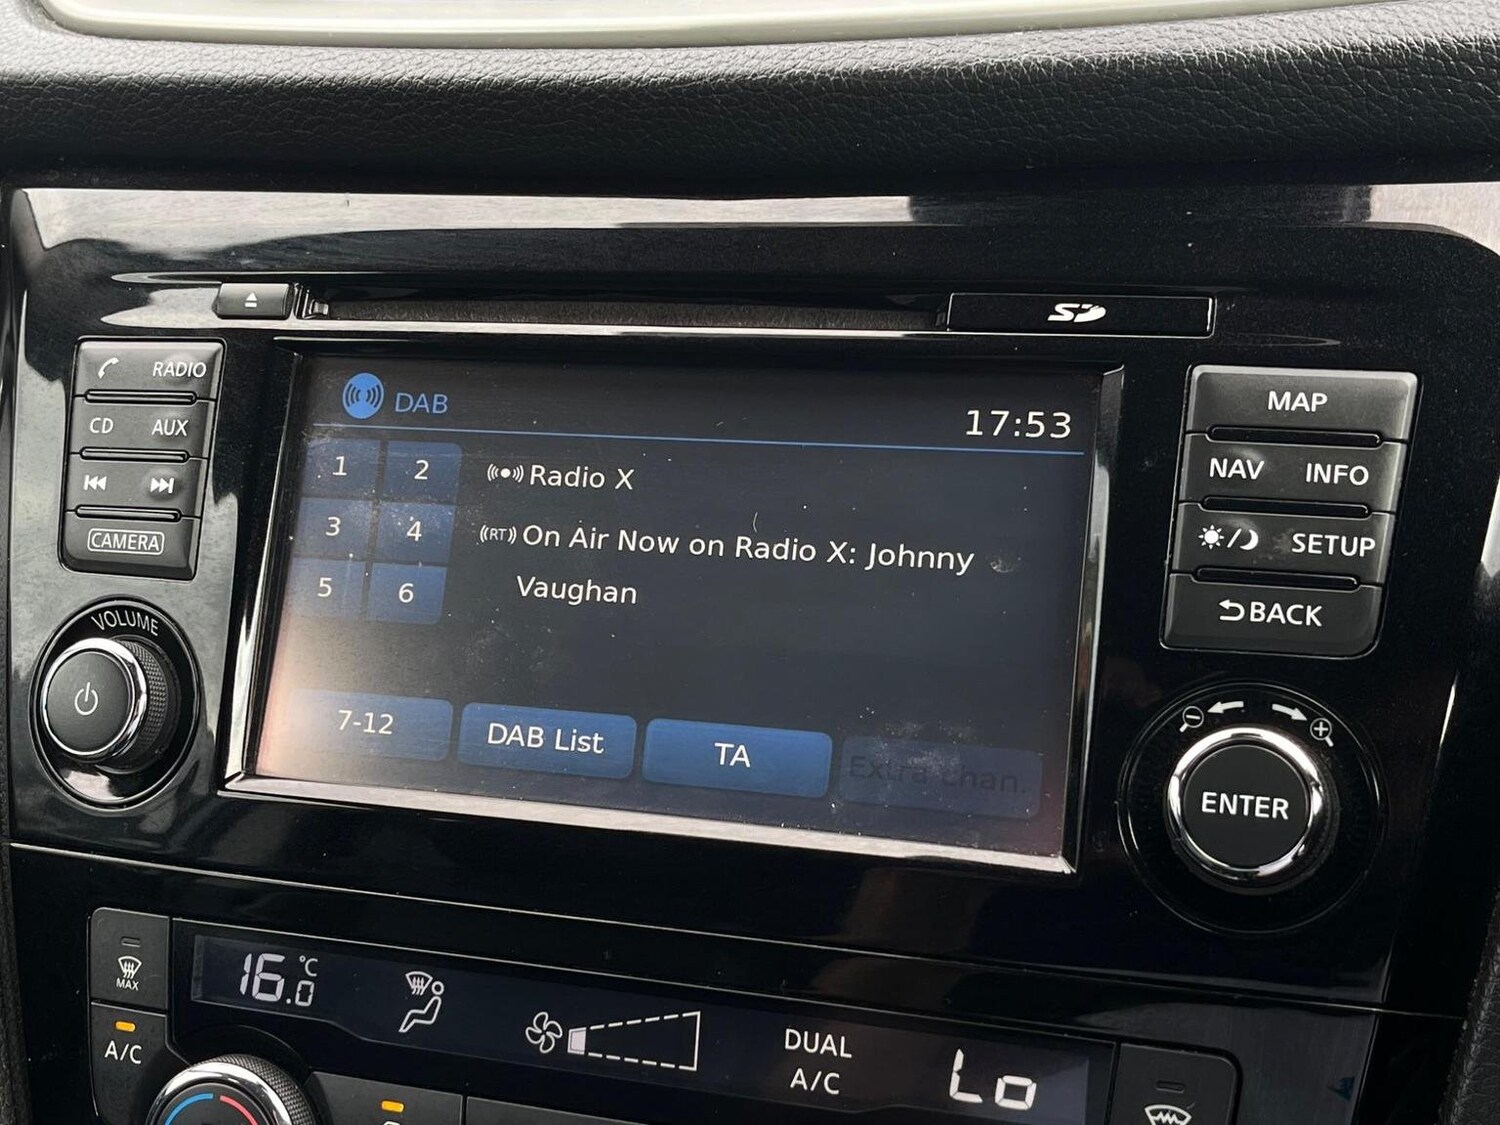 SD
RADIO
CD AUX
CAMERA
VOLUME
DAB
17:53
1 2
3 4
5 6
Radio X
(RT) On Air Now on Radio X: Johnny
Vaughan
7-12
DAB List
TA
Extra chan.
MAP
NAV INFO
SETUP
BACK
ENTER
MAX
A/C
16.0 °C
DUAL
A/C
Lo